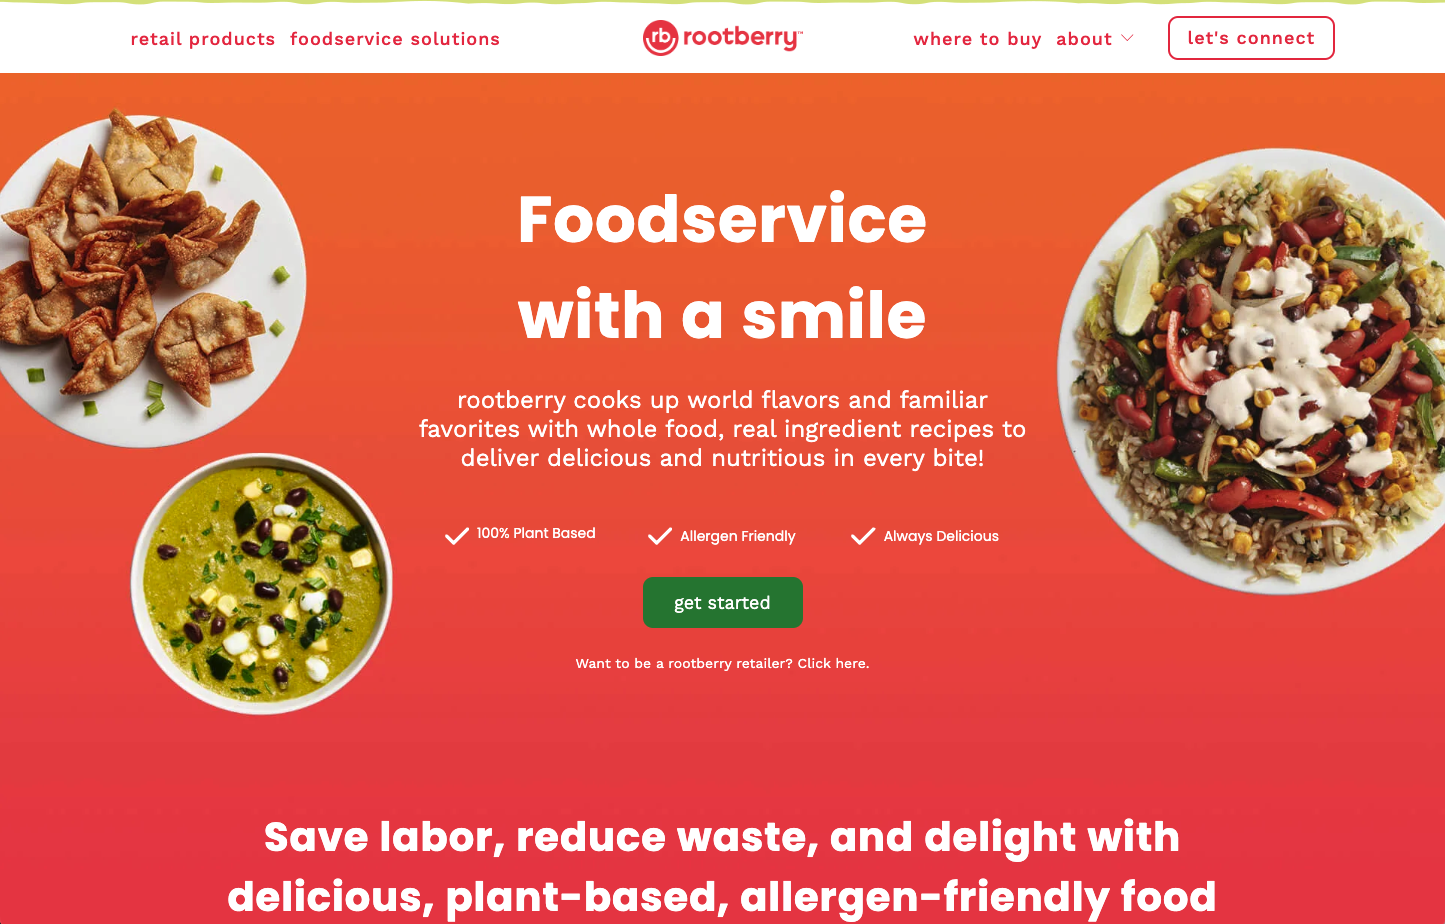 retail products foodservice solutions
rb rootberry™
where to buy about
let's connect
Foodservice
with a smile
rootberry cooks up world flavors and familiar
favorites with whole food, real ingredient recipes to
deliver delicious and nutritious in every bite!
100% Plant Based
Allergen Friendly
Always Delicious
get started
Want to be a rootberry retailer? Click here.
Save labor, reduce waste, and delight with
delicious, plant-based, allergen-friendly food